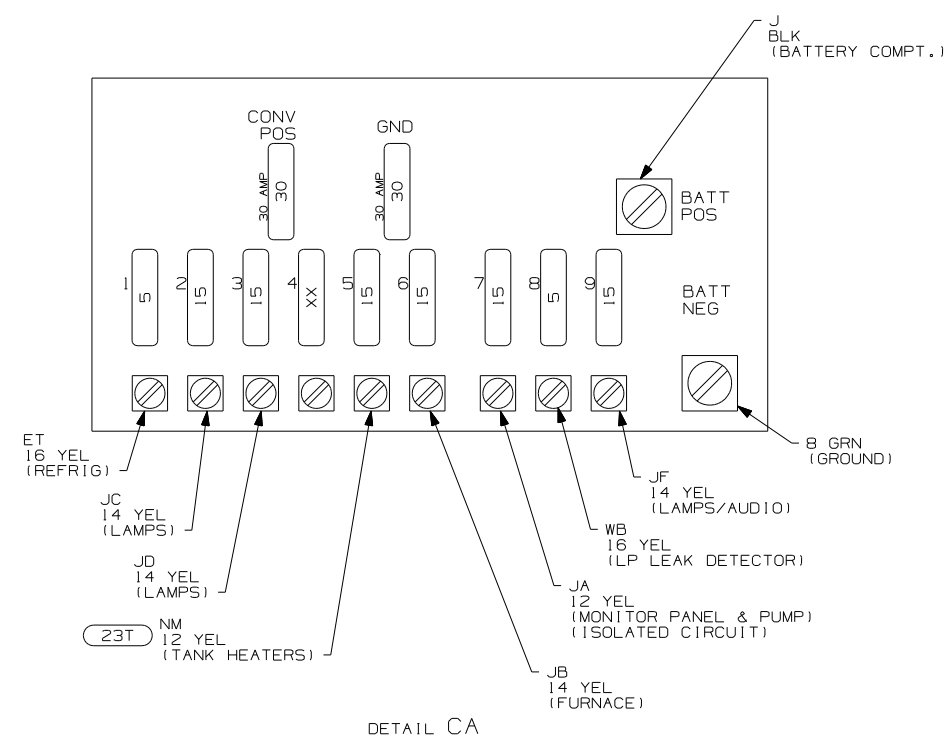 J
BLK
(BATTERY COMPT.)
CONV
POS
GND
30 AMP
30
30 AMP
30
BATT
POS
1
5
2
15
3
15
4
XX
5
15
6
15
7
15
8
5
9
15
BATT
NEG
ET
16 YEL
(REFRIG)
8 GRN
(GROUND)
JC
14 YEL
(LAMPS)
JF
14 YEL
(LAMPS/AUDIO)
JD
14 YEL
(LAMPS)
WB
16 YEL
(LP LEAK DETECTOR)
23T
NM
12 YEL
(TANK HEATERS)
JA
12 YEL
(MONITOR PANEL & PUMP)
(ISOLATED CIRCUIT)
JB
14 YEL
(FURNACE)
DETAIL CA